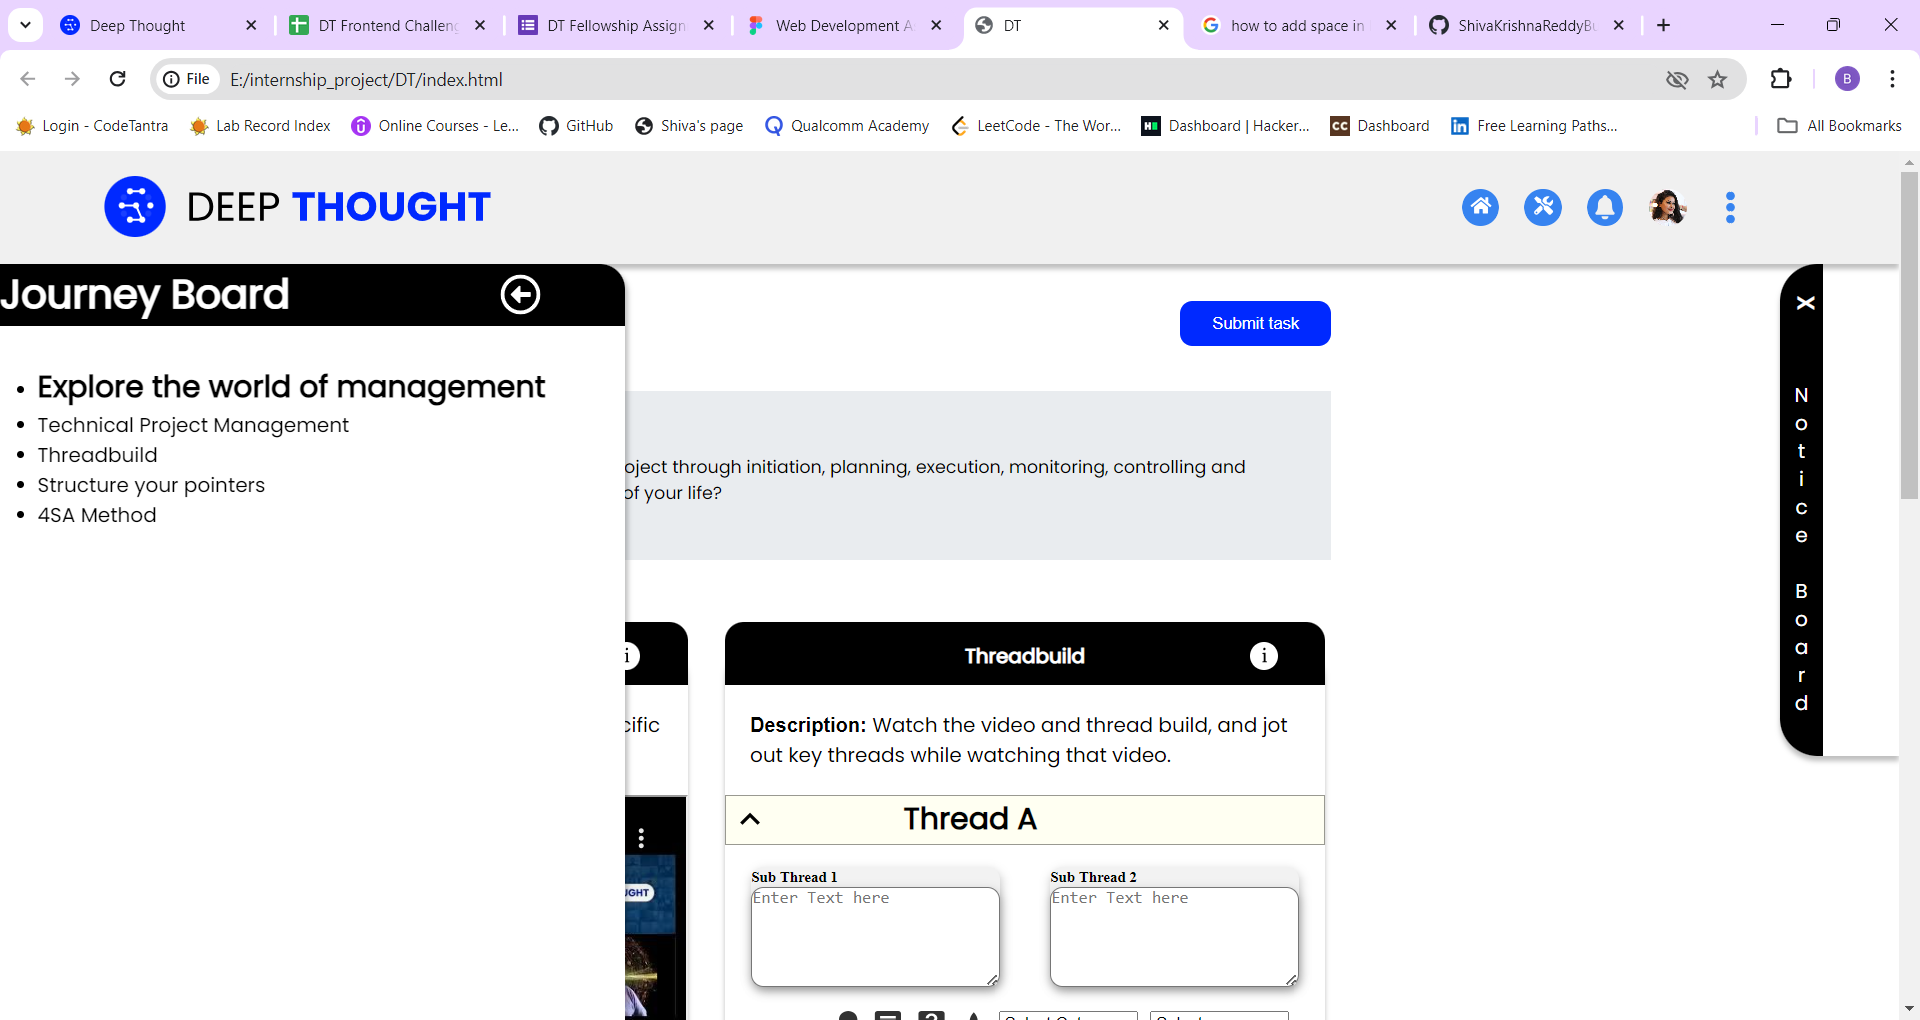 Deep Thought
DT Frontend Challeng
DT Fellowship Assign
Web Development A
DT
how to add space in
ShivaKrishnaReddyBu
File
E:/internship_project/DT/index.html
B
Login - CodeTantra
Lab Record Index
Online Courses - Le...
GitHub
Shiva's page
Qualcomm Academy
LeetCode - The Wor...
Dashboard | Hacker...
CC Dashboard
Free Learning Paths...
All Bookmarks
DEEP THOUGHT
Journey Board
Submit task
Explore the world of management
Technical Project Management
Threadbuild
Structure your pointers
4SA Method
oject through initiation, planning, execution, monitoring, controlling and
of your life?
X
Notice Board
i
Threadbuild
i
cific
Description: Watch the video and thread build, and jot
out key threads while watching that video.
Thread A
Sub Thread 1
Enter Text here
Sub Thread 2
Enter Text here
UGHT